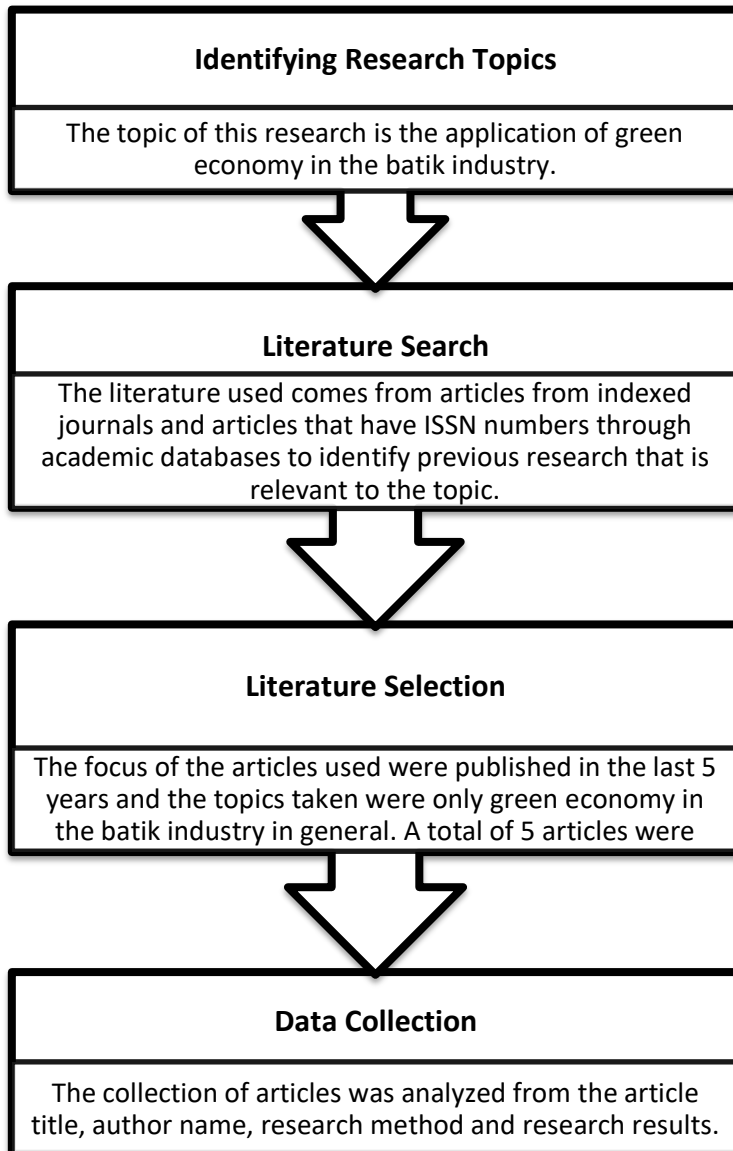 Identifying Research Topics
The topic of this research is the application of green
economy in the batik industry.
Literature Search
The literature used comes from articles from indexed
journals and articles that have ISSN numbers through
academic databases to identify previous research that is
relevant to the topic.
Literature Selection
The focus of the articles used were published in the last 5
years and the topics taken were only green economy in
the batik industry in general. A total of 5 articles were
Data Collection
The collection of articles was analyzed from the article
title, author name, research method and research results.